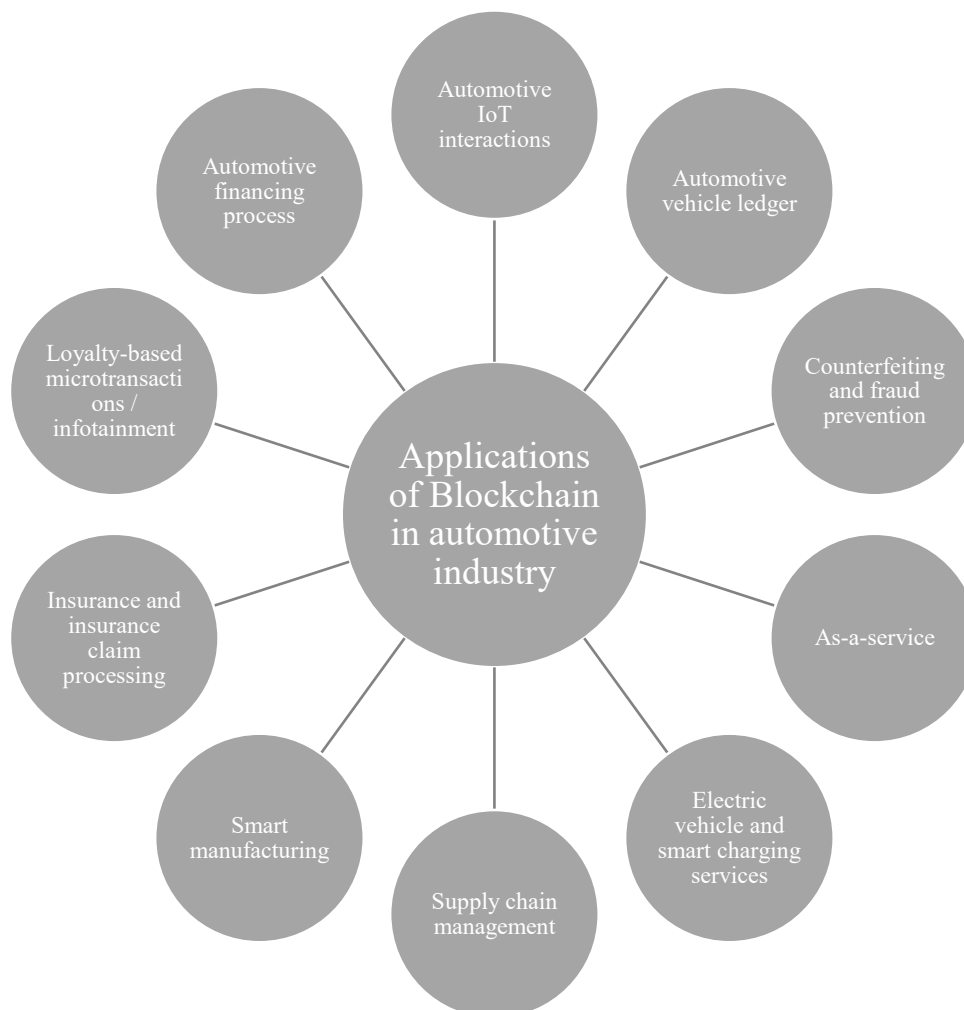 Automotive
IoT
interactions
Automotive
vehicle ledger
Counterfeiting
and fraud
prevention
As-a-service
Electric
vehicle and
smart charging
services
Supply chain
management
Smart
manufacturing
Insurance and
insurance
claim
processing
Loyalty-based
microtransacti
ons /
infotainment
Automotive
financing
process
Applications
of Blockchain
in automotive
industry